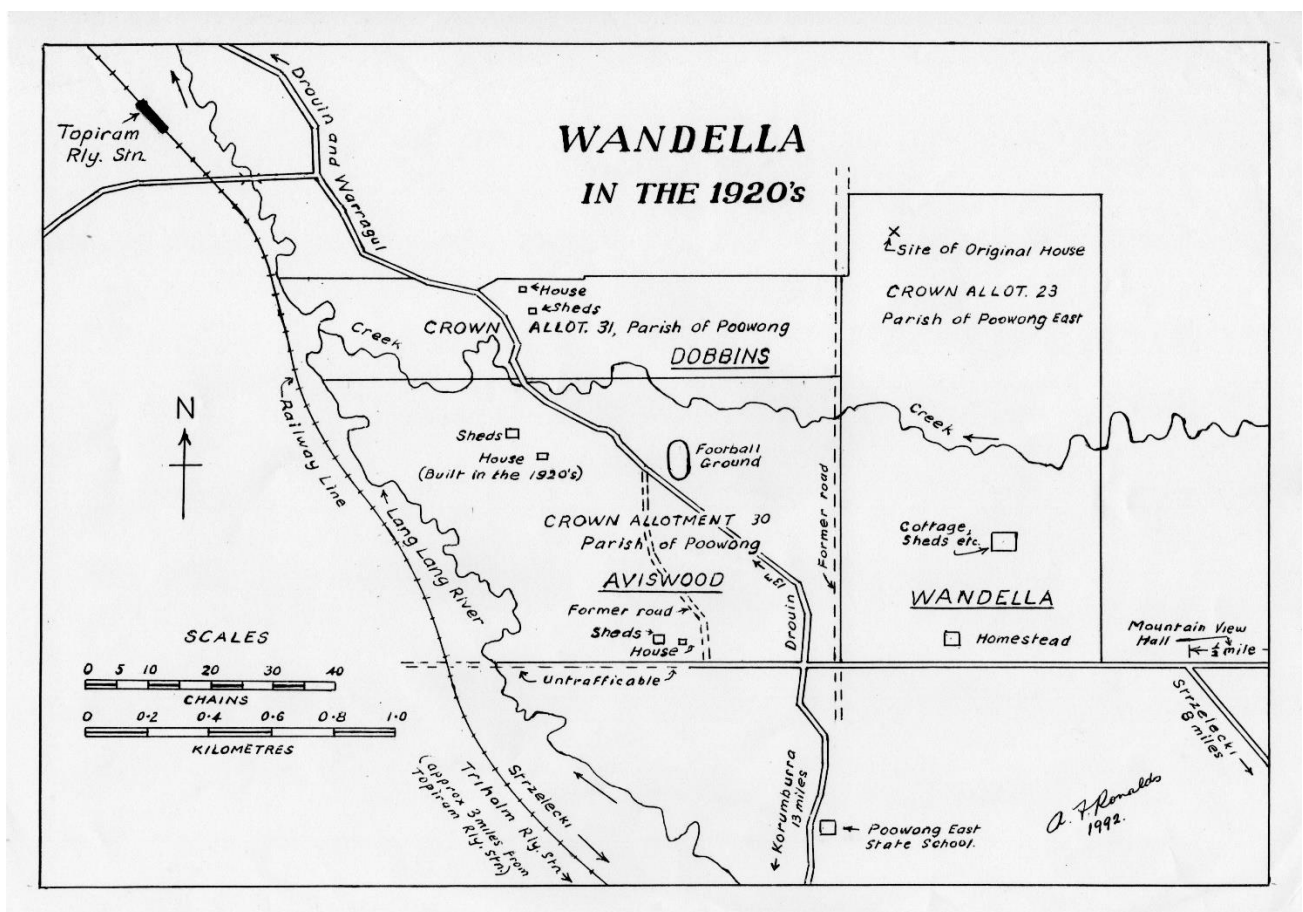 WANDELLA
IN THE 1920's
Topiram
Rly. Stn.
Drouin and Warragul
Site of Original House
CROWN ALLOT. 23
Parish of Poowong East
House
Sheds
CROWN ALLOT. 31, Parish of Poowong
DOBBINS
Creek
Creek
N
Railway Line
Sheds
House
(Built in the 1920's)
Football
Ground
Former road
Lang Lang River
CROWN ALLOTMENT 30
Parish of Poowong
AVISWOOD
Former road
Sheds
House
13m
Drouin
Cottage,
Sheds etc.
WANDELLA
Homestead
Mountain View
Hall
1/2 mile
Untrafficable
SCALES
0 5 10 20 30 40
CHAINS
0 0·2 0·4 0·6 0·8 1·0
KILOMETRES
Strzelecki
Triholm Rly. Stn.
(approx 3 miles from
Topiram Rly. Stn.)
Korumburra
13 miles
Poowong East
State School.
Strzelecki
8 miles
A. F. Ronalds
1992.